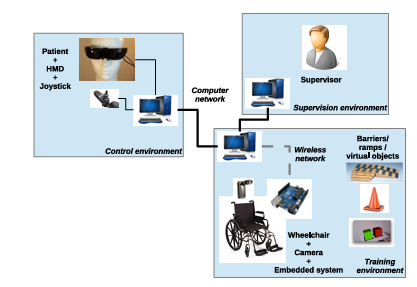 Patient
+
HMD
+
Joystick
Control environment
Computer
network
Supervisor
Supervision environment
Wireless
network
Barriers/
ramps /
virtual objects
Wheelchair
+
Camera
+
Embedded system
Training
environment